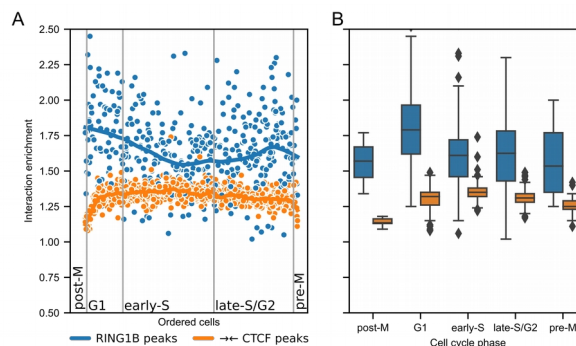 A
B
Interaction enrichment
2.50
2.25
2.00
1.75
1.50
1.25
1.00
0.75
0.50
post-M
G1
early-S
late-S/G2
pre-M
Ordered cells
RING1B peaks
→← CTCF peaks
post-M
G1
early-S
late-S/G2
pre-M
Cell cycle phase